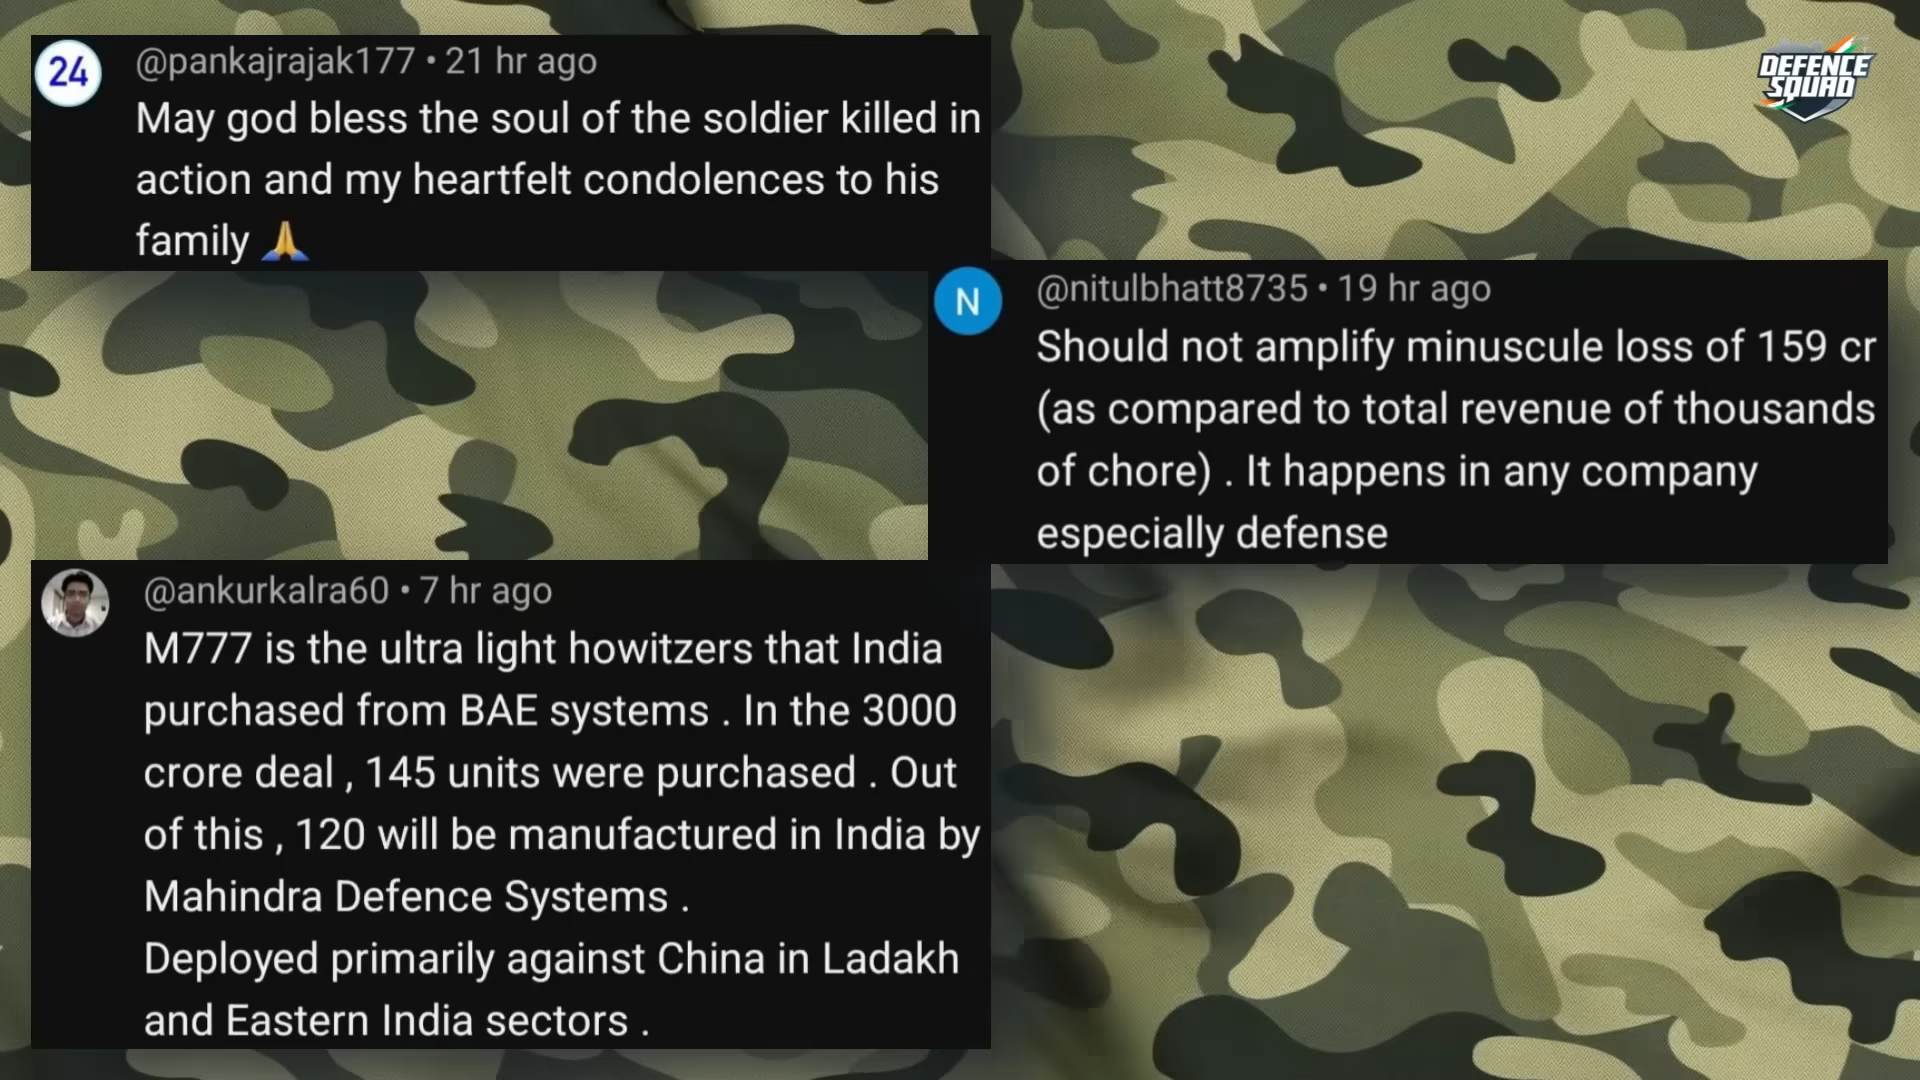 24
@pankajrajak177 • 21 hr ago
May god bless the soul of the soldier killed in
action and my heartfelt condolences to his
family 🙏
DEFENCE
SQUAD
N
@nitulbhatt8735 • 19 hr ago
Should not amplify minuscule loss of 159 cr
(as compared to total revenue of thousands
of chore) . It happens in any company
especially defense
@ankurkalra60 • 7 hr ago
M777 is the ultra light howitzers that India
purchased from BAE systems . In the 3000
crore deal , 145 units were purchased . Out
of this , 120 will be manufactured in India by
Mahindra Defence Systems .
Deployed primarily against China in Ladakh
and Eastern India sectors .